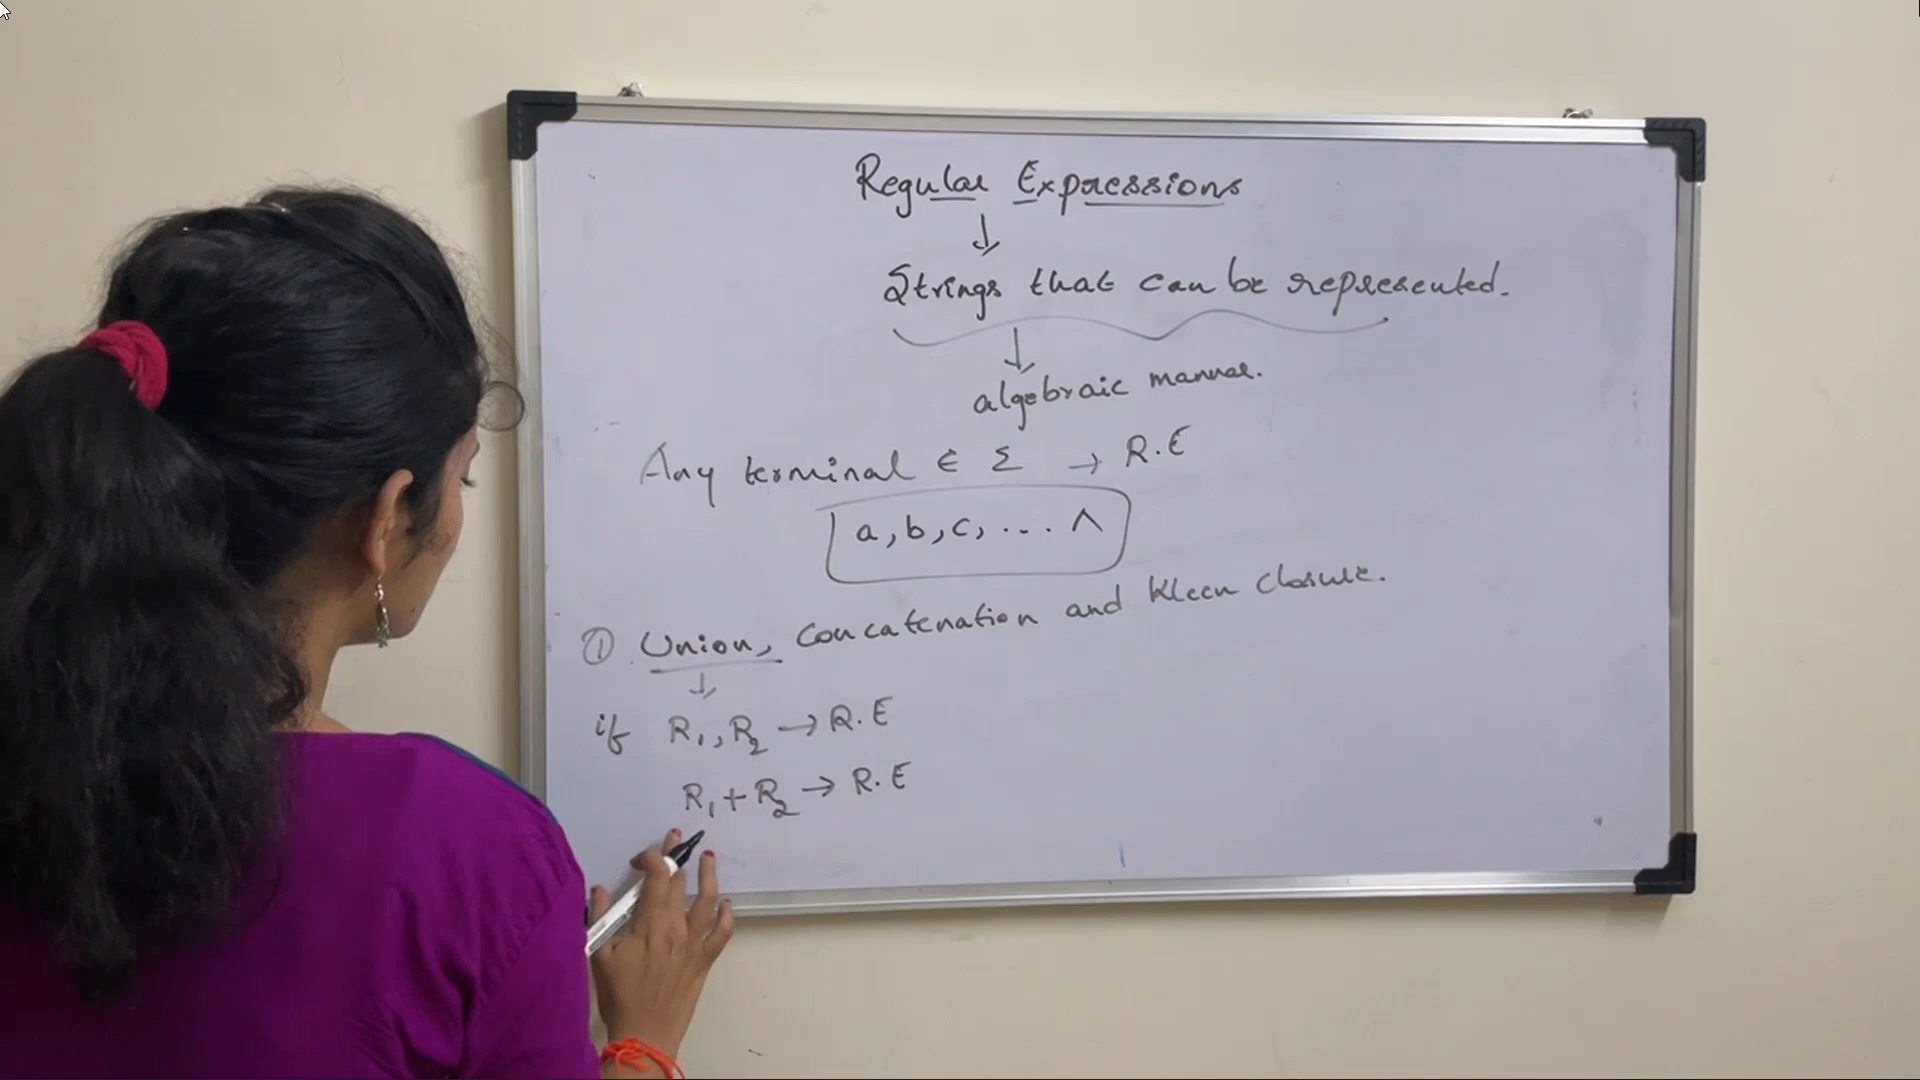 Regular Expressions
↓
Strings that can be represented.
↓
algebraic manner.
Any terminal ∈ Σ → R.E
a, b, c, ... ∧
① Union, Concatenation and Kleen closure.
↓
if R₁, R₂ → R.E
R₁ + R₂ → R.E